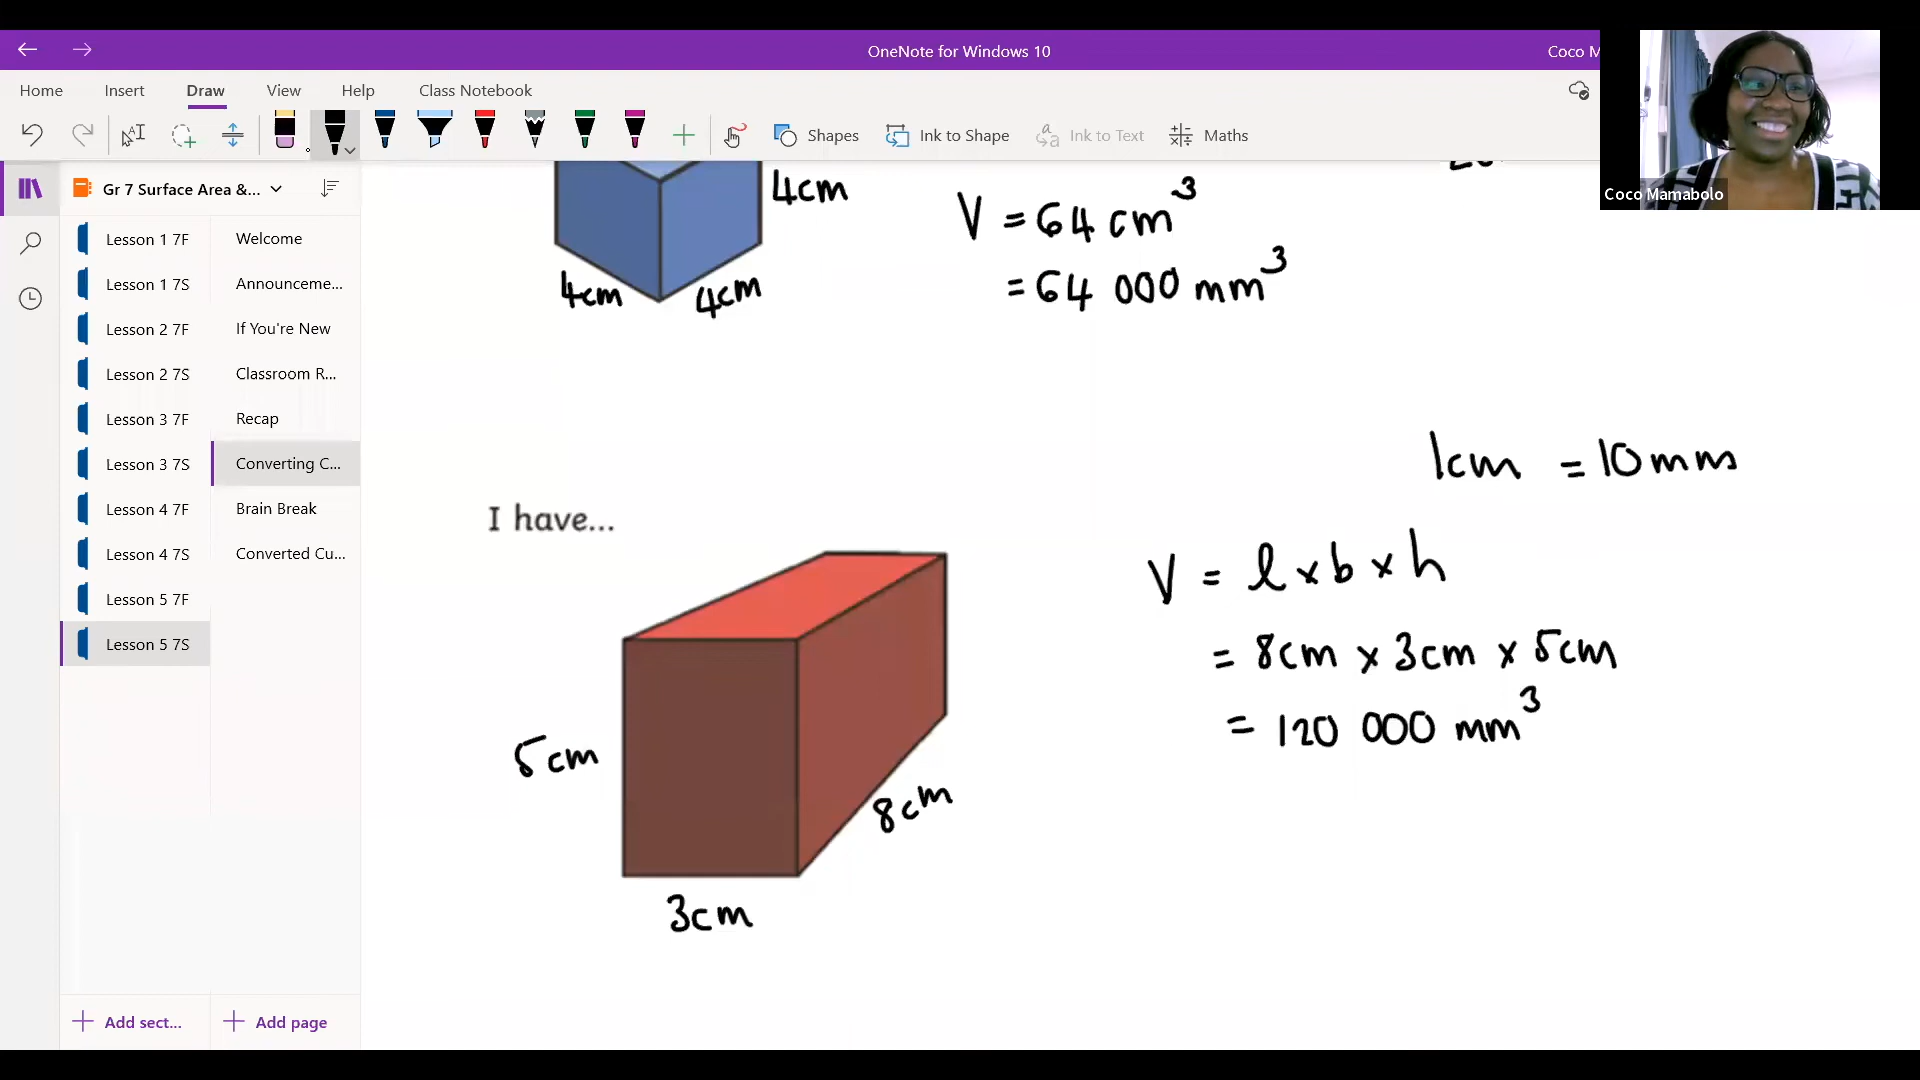 OneNote for Windows 10
Coco M
Home Insert Draw View Help Class Notebook
Shapes Ink to Shape Ink to Text Maths
Coco Mamabolo
Gr 7 Surface Area &...
Lesson 1 7F
Lesson 1 7S
Lesson 2 7F
Lesson 2 7S
Lesson 3 7F
Lesson 3 7S
Lesson 4 7F
Lesson 4 7S
Lesson 5 7F
Lesson 5 7S
Add sect...
Welcome
Announceme...
If You're New
Classroom R...
Recap
Converting C...
Brain Break
Converted Cu...
Add page
4cm
4cm 4cm
V = 64 cm³
= 64 000 mm³
1cm = 10mm
I have...
5cm
8cm
3cm
V = l x b x h
= 8cm x 3cm x 5cm
= 120 000 mm³